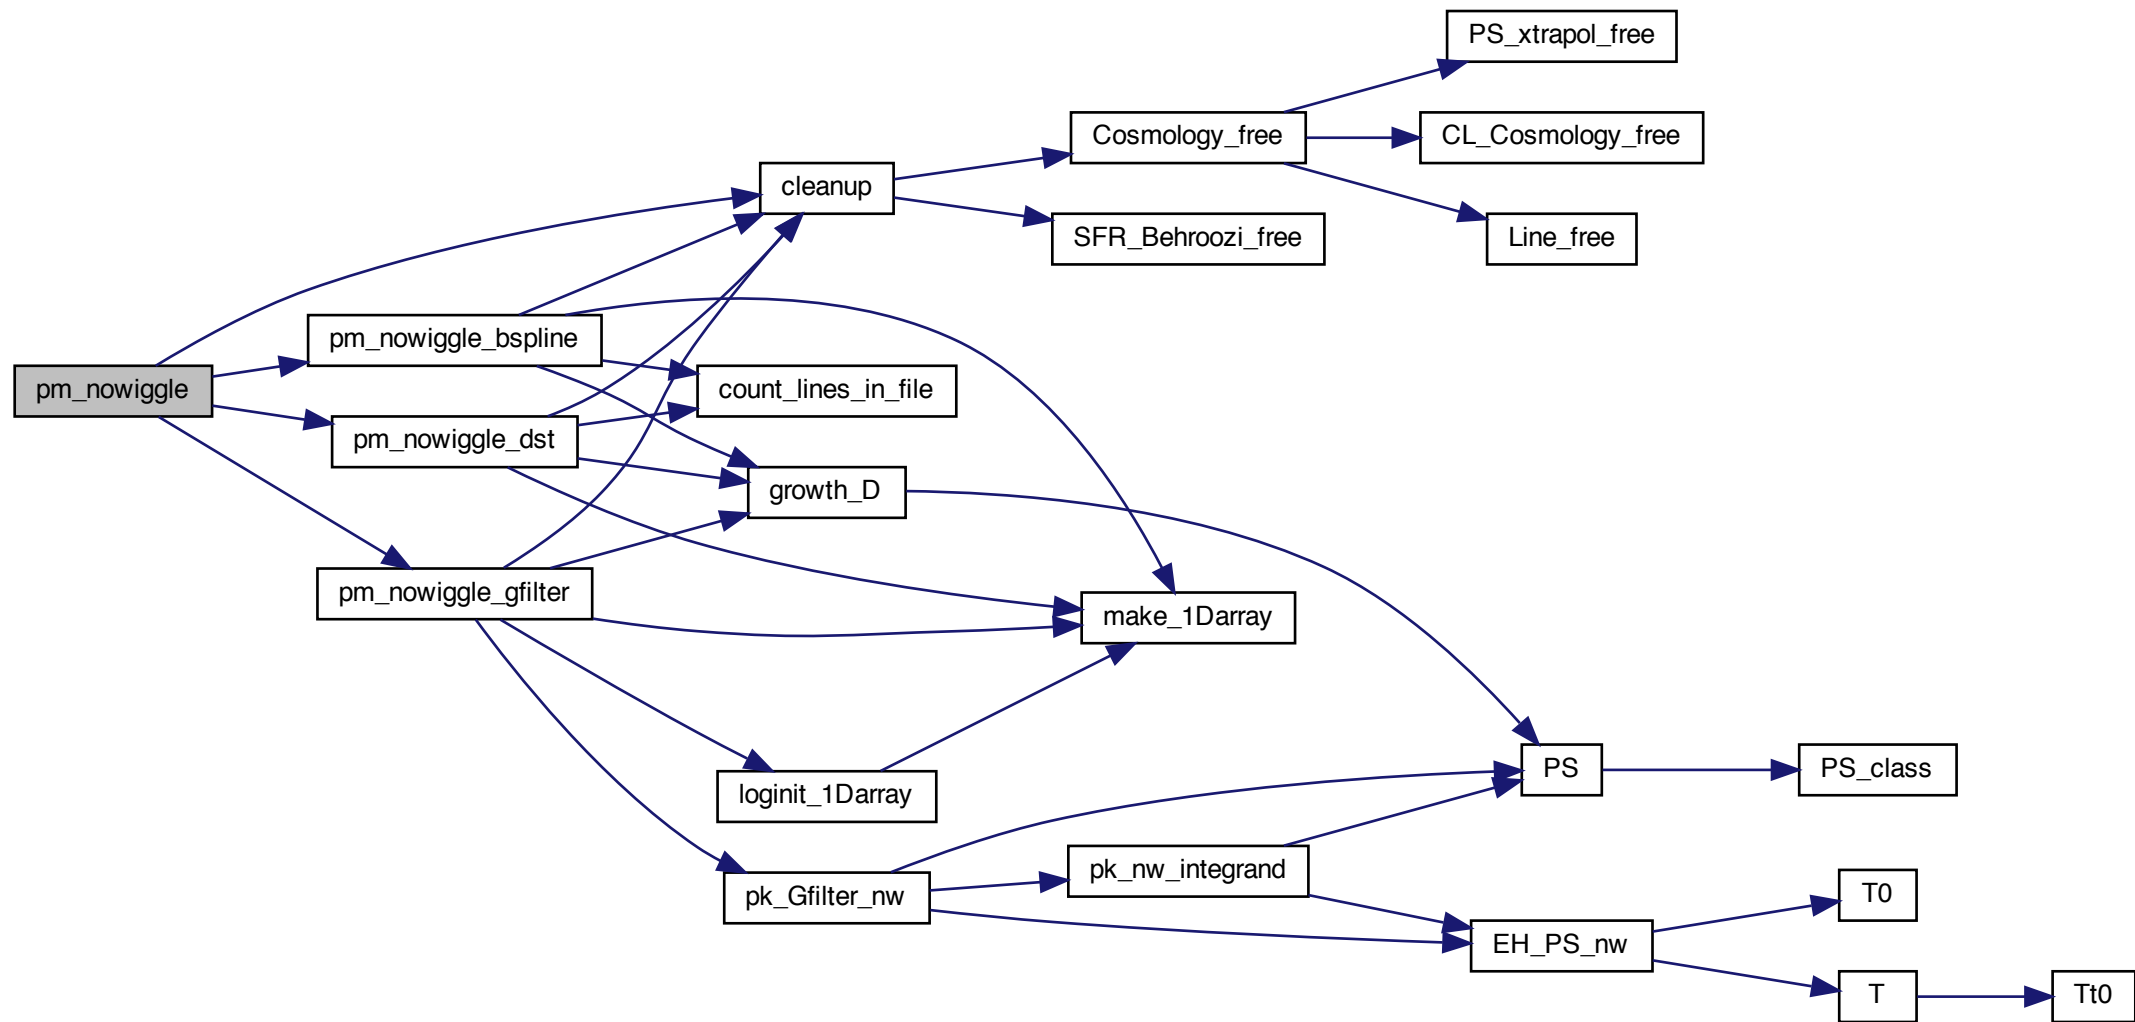 PS_xtrapol_free
Cosmology_free
CL_Cosmology_free
cleanup
SFR_Behroozi_free
Line_free
pm_nowiggle_bspline
pm_nowiggle
count_lines_in_file
pm_nowiggle_dst
growth_D
pm_nowiggle_gfilter
make_1Darray
loginit_1Darray
PS
PS_class
pk_Gfilter_nw
pk_nw_integrand
T0
EH_PS_nw
T
Tt0